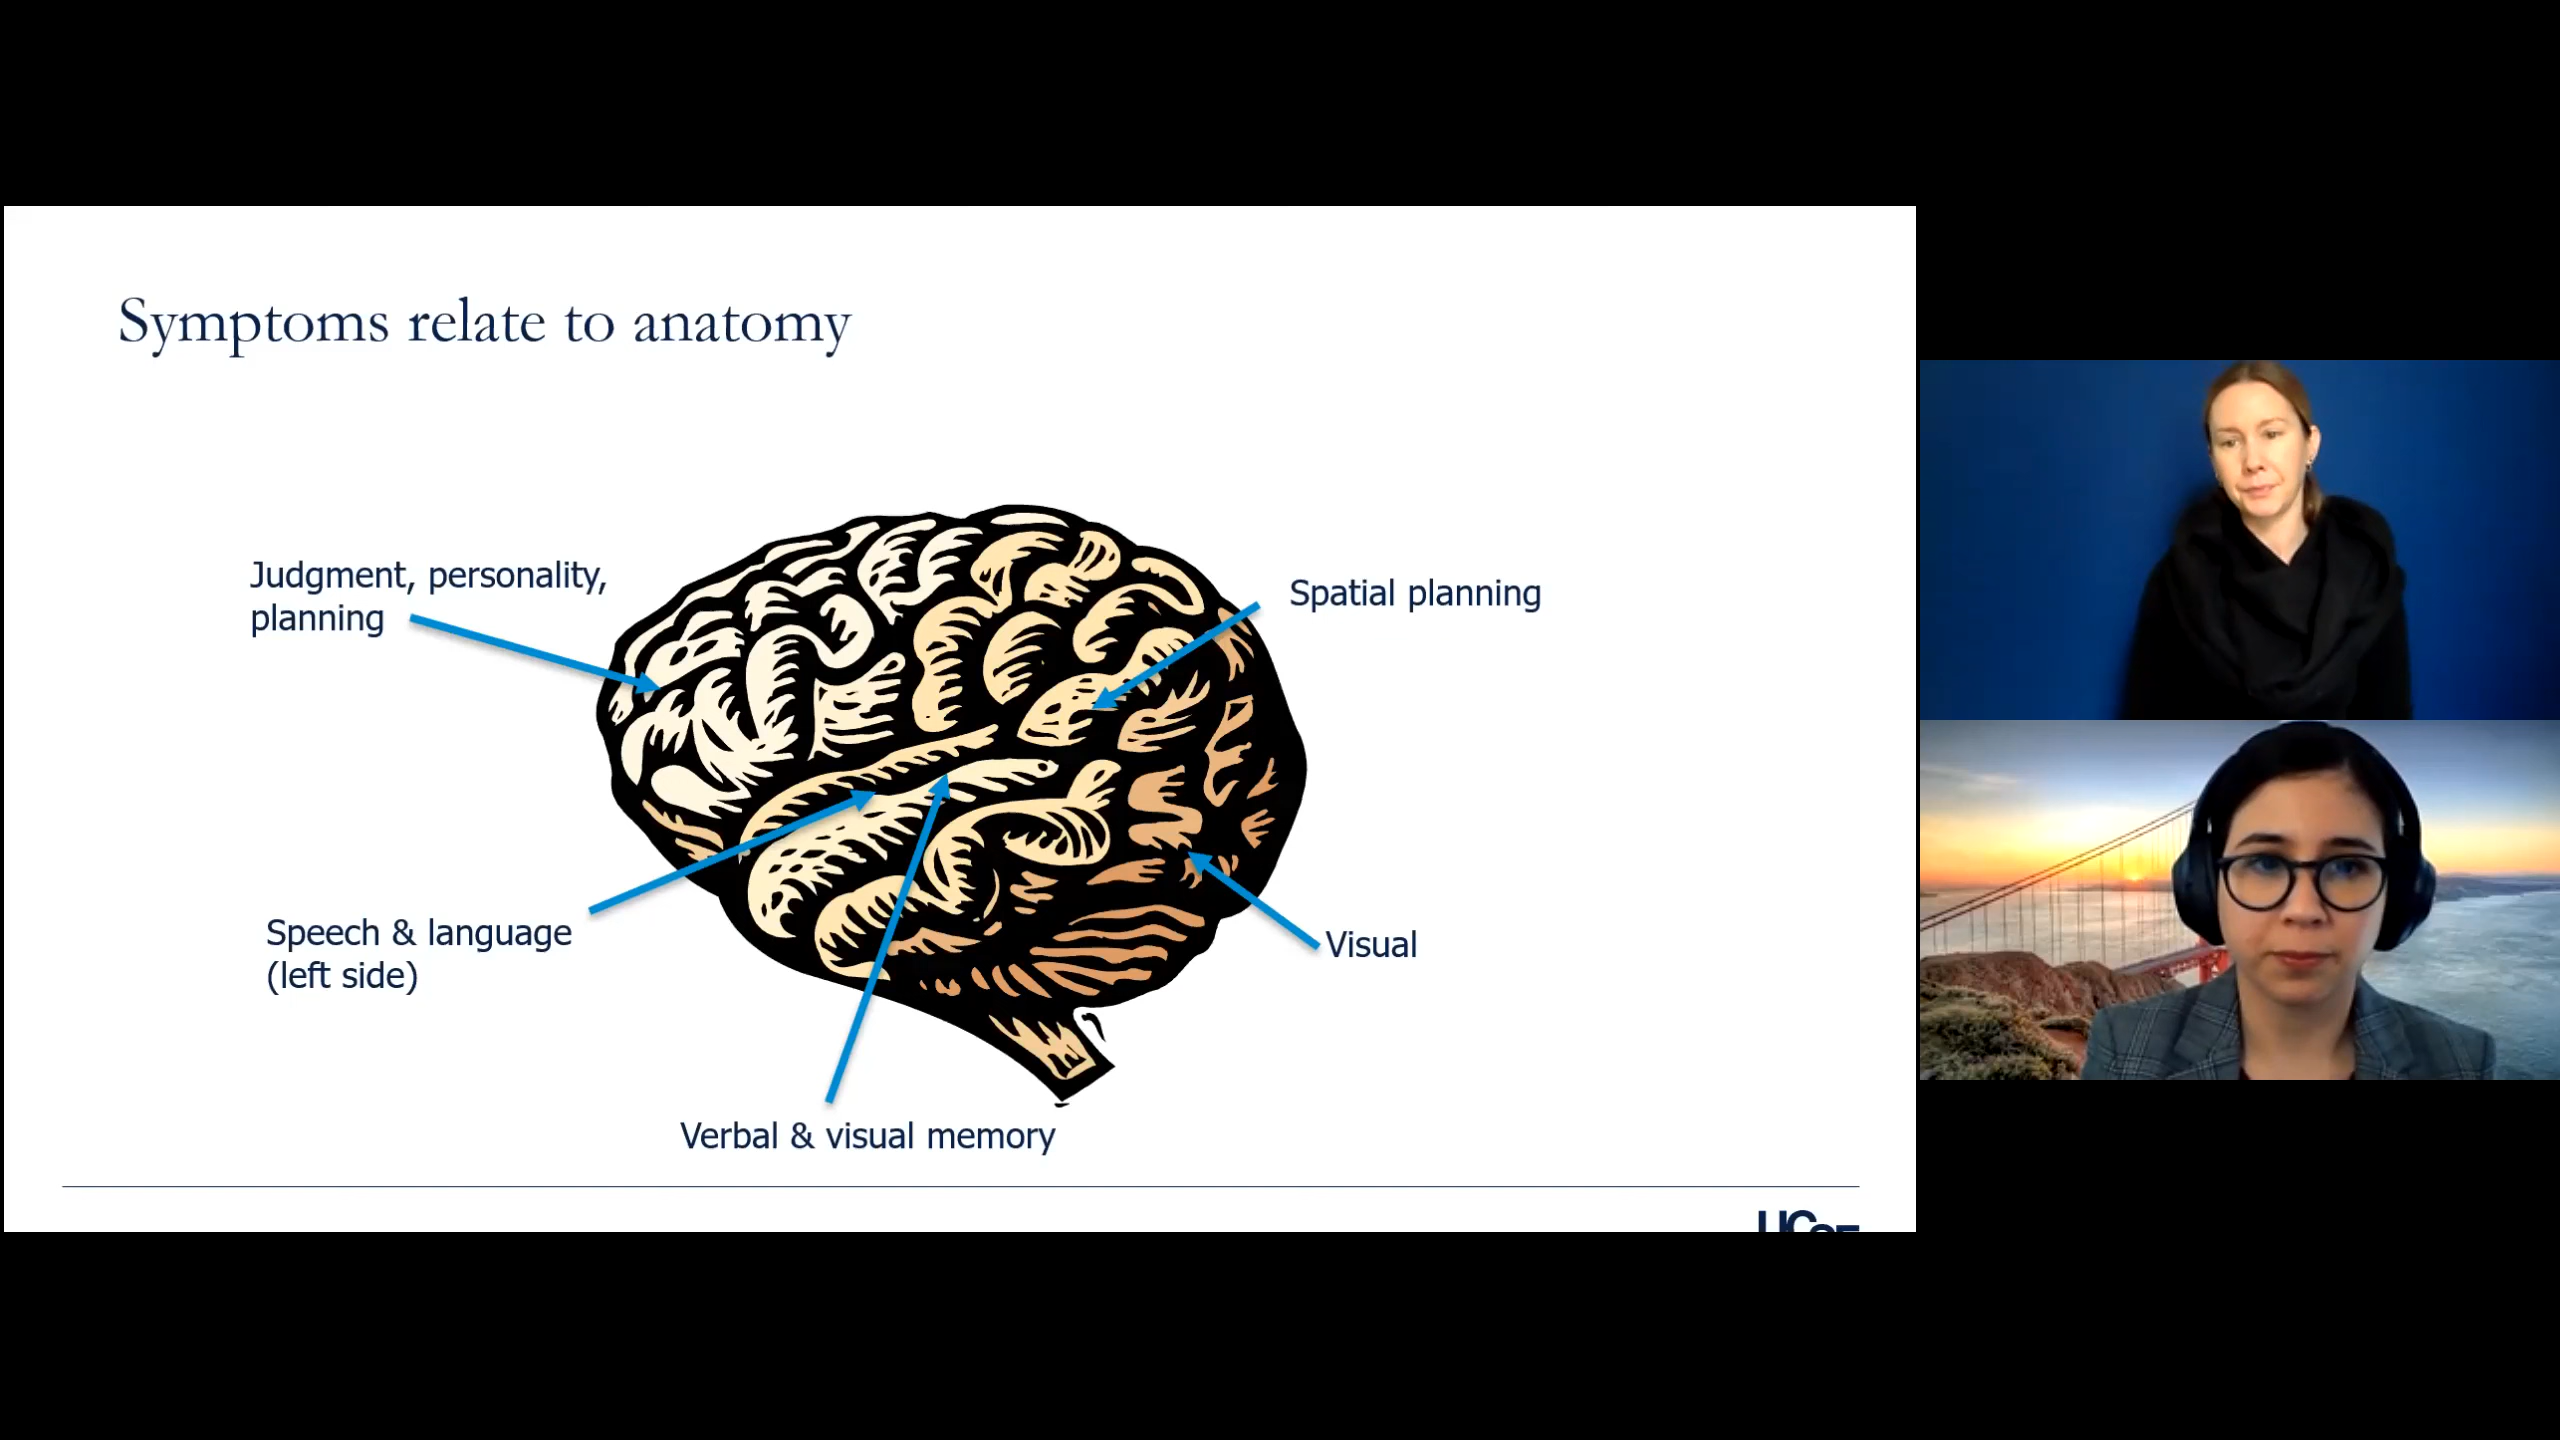 Symptoms relate to anatomy
Judgment, personality,
planning
Spatial planning
Speech & language
(left side)
Visual
Verbal & visual memory